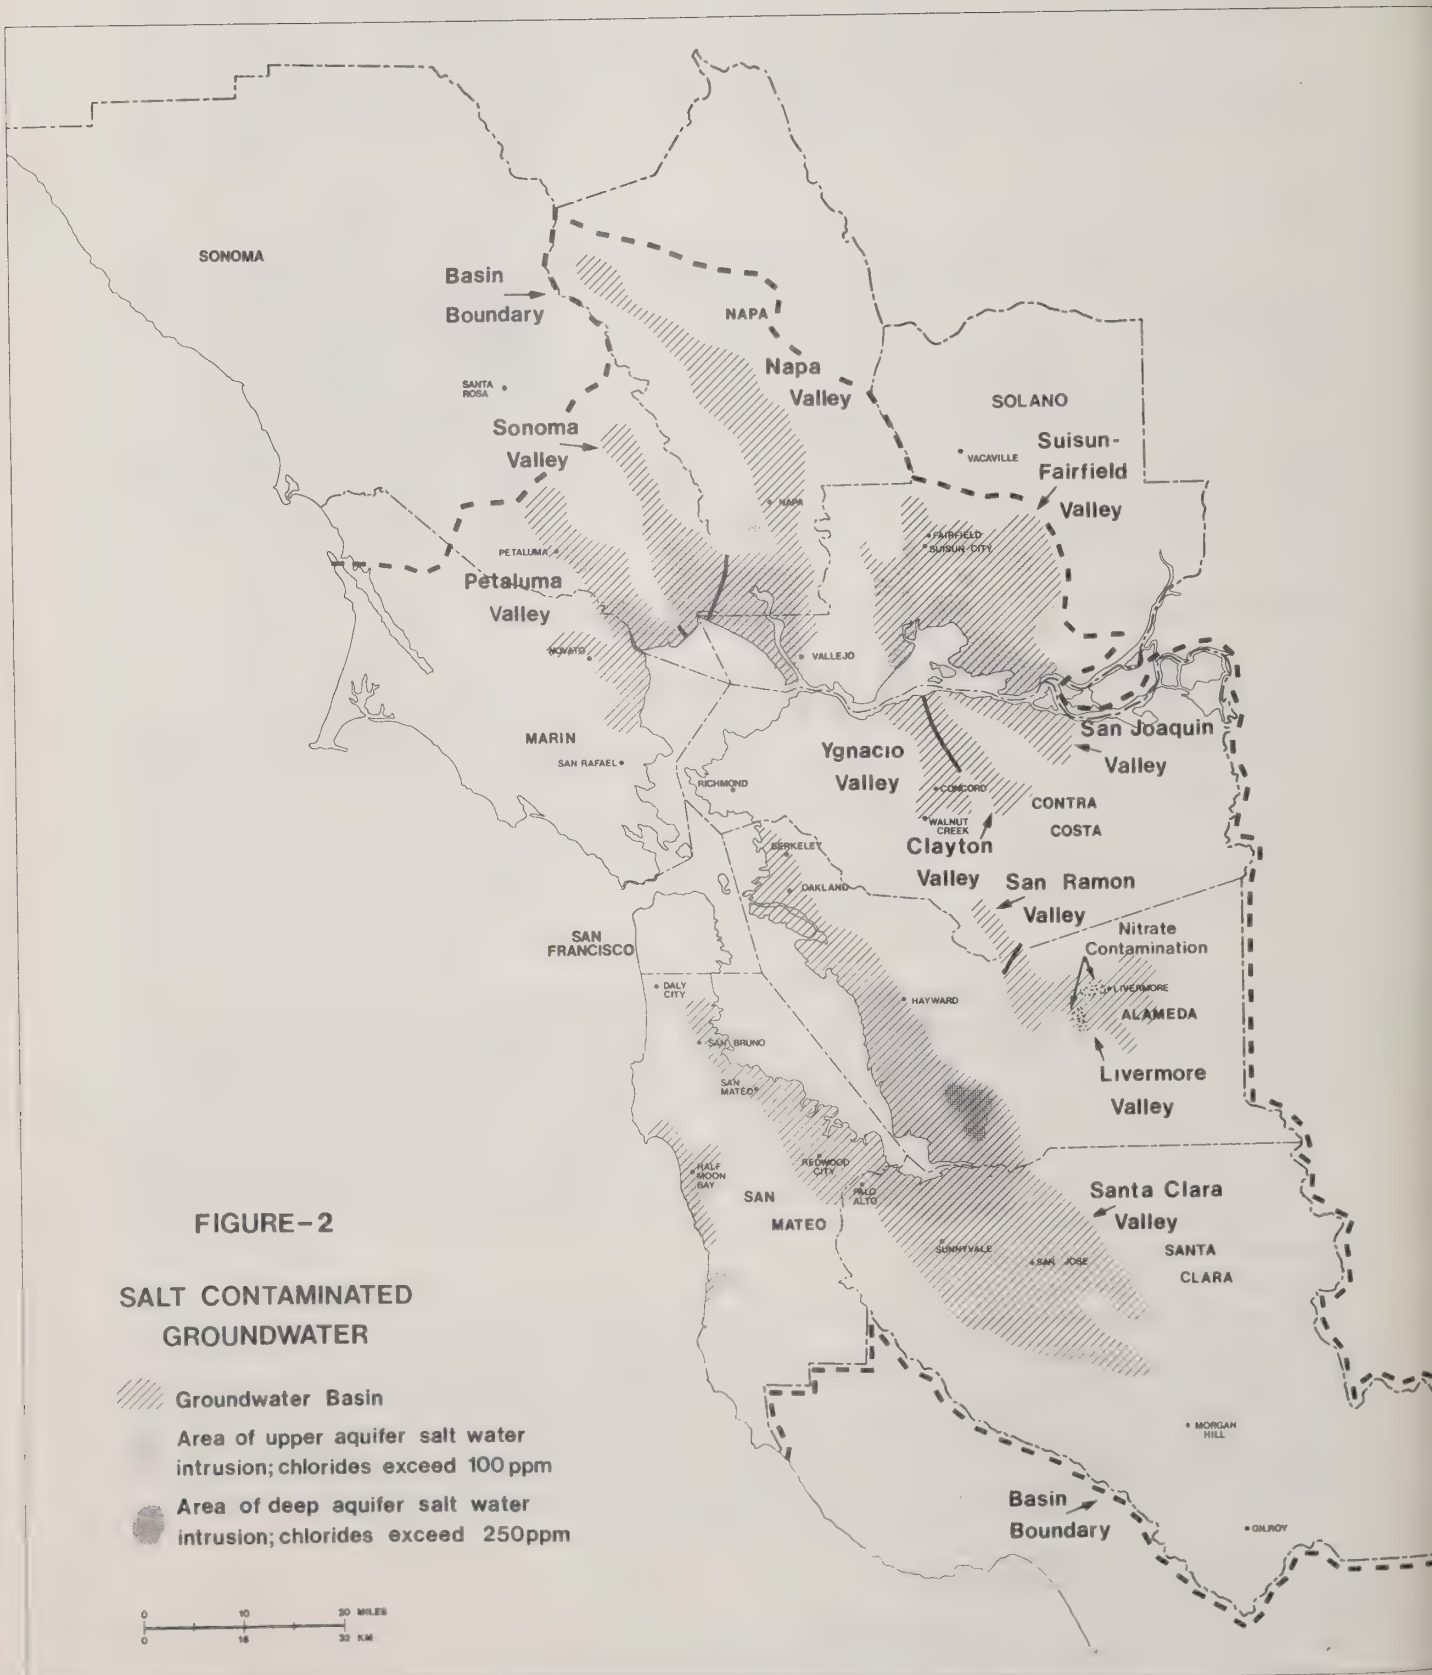 SONOMA
Basin
Boundary
NAPA
Napa
Valley
SANTA
ROSA
SOLANO
Sonoma
Valley
Suisun-
Fairfield
Valley
VACAVILLE
NAPA
FAIRFIELD
SUISUN CITY
PETALUMA
Petaluma
Valley
NOVATO
VALLEJO
MARIN
SAN RAFAEL
San Joaquin
Valley
Ygnacio
Valley
RICHMOND
CONCORD
CONTRA
COSTA
WALNUT
CREEK
Clayton
Valley
BERKELEY
OAKLAND
San Ramon
Valley
SAN
FRANCISCO
Nitrate
Contamination
DALY
CITY
LIVERMORE
HAYWARD
ALAMEDA
SAN BRUNO
Livermore
Valley
SAN
MATEO
REDWOOD
CITY
HALF
MOON
BAY
PALO
ALTO
SAN
MATEO
Santa Clara
Valley
SANTA
CLARA
SUNNYVALE
SAN JOSE
FIGURE-2
SALT CONTAMINATED
GROUNDWATER
Groundwater Basin
Area of upper aquifer salt water
intrusion; chlorides exceed 100 ppm
Area of deep aquifer salt water
intrusion; chlorides exceed 250ppm
MORGAN
HILL
Basin
Boundary
GILROY
0 10 20 MILES
0 16 32 KM